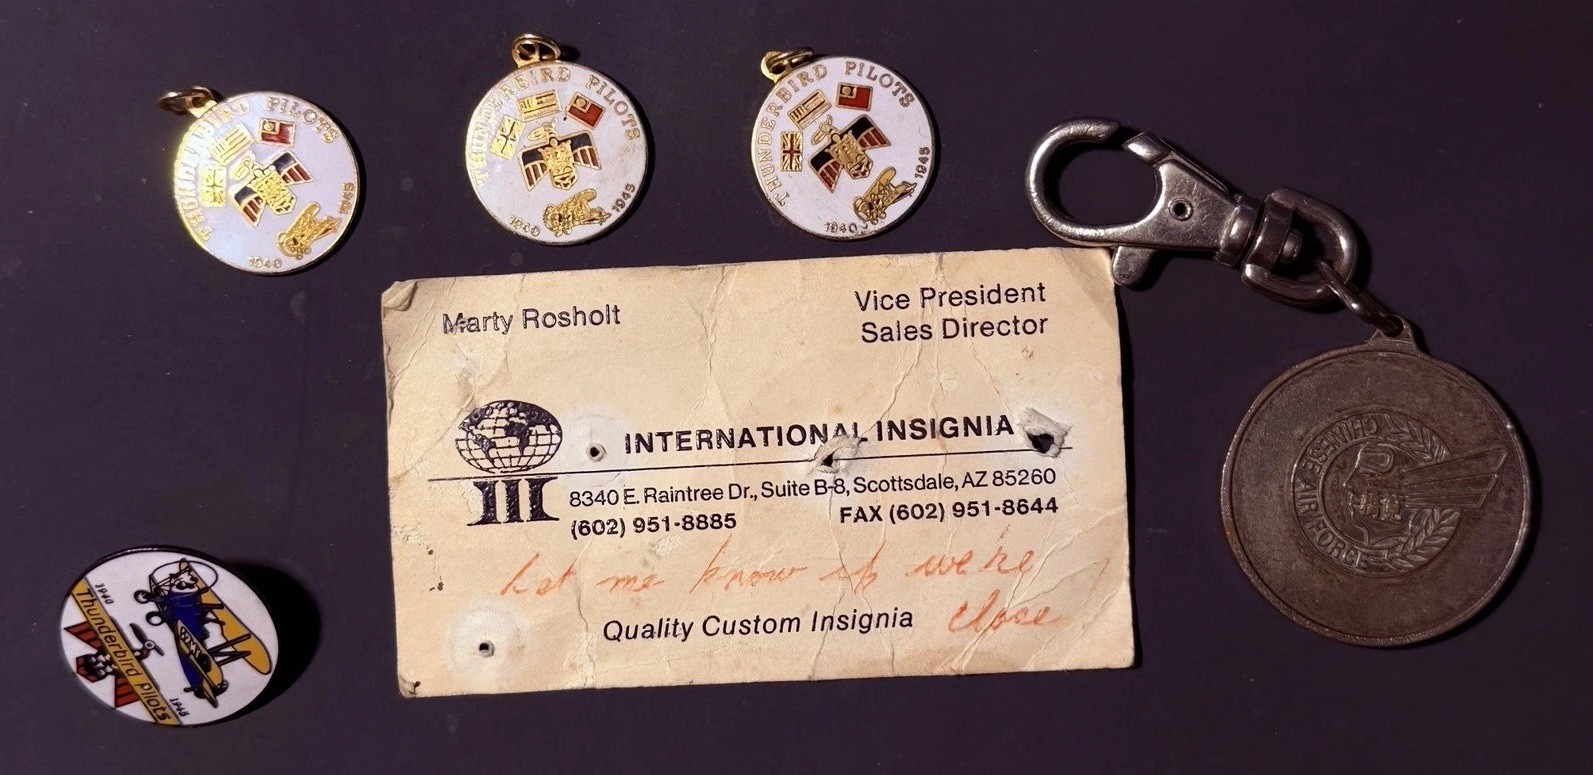 THUNDERBIRD PILOTS
1940 1945
THUNDERBIRD PILOTS
1940 1945
THUNDERBIRD PILOTS
1940 1945
Marty Rosholt
Vice President
Sales Director
INTERNATIONAL INSIGNIA
III
8340 E. Raintree Dr., Suite B-8, Scottsdale, AZ 85260
(602) 951-8885 FAX (602) 951-8644
Let me know if we're
close
Quality Custom Insignia
CHINESE AIR FORCE
1940
Thunderbird Pilots
1945